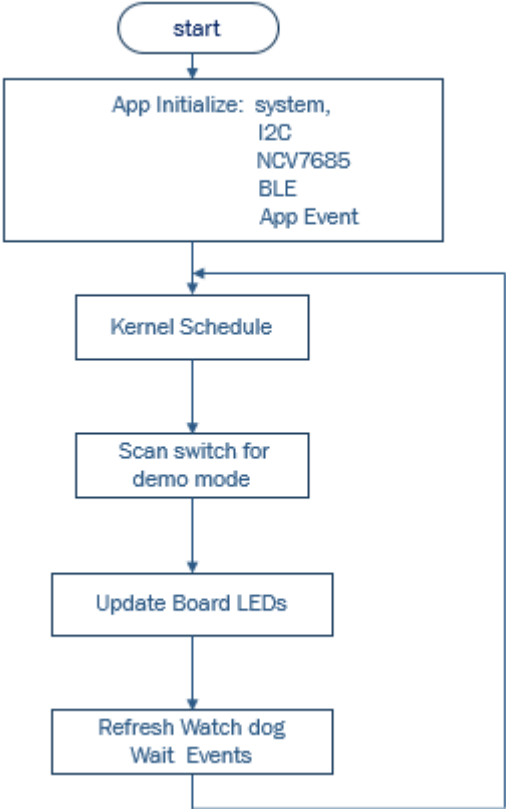 start
App Initialize: system,
I2C
NCV7685
BLE
App Event
Kernel Schedule
Scan switch for
demo mode
Update Board LEDs
Refresh Watch dog
Wait Events